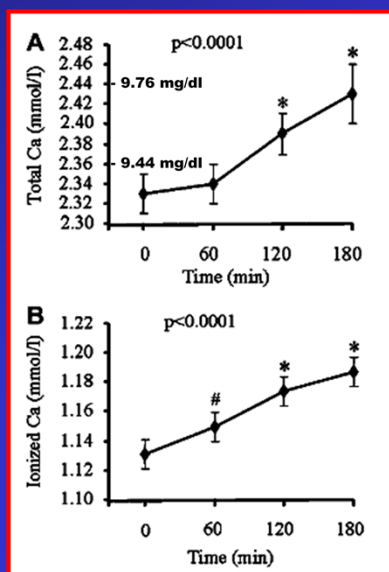 A
p<0.0001
Total Ca (mmol/l)
2.48
2.46
2.44
2.42
2.40
2.38
2.36
2.34
2.32
2.30
9.76 mg/dl
9.44 mg/dl
*
*
0 60 120 180
Time (min)
B
p<0.0001
Ionized Ca (mmol/l)
1.22
1.20
1.18
1.16
1.14
1.13
1.10
#
*
*
0 60 120 180
Time (min)